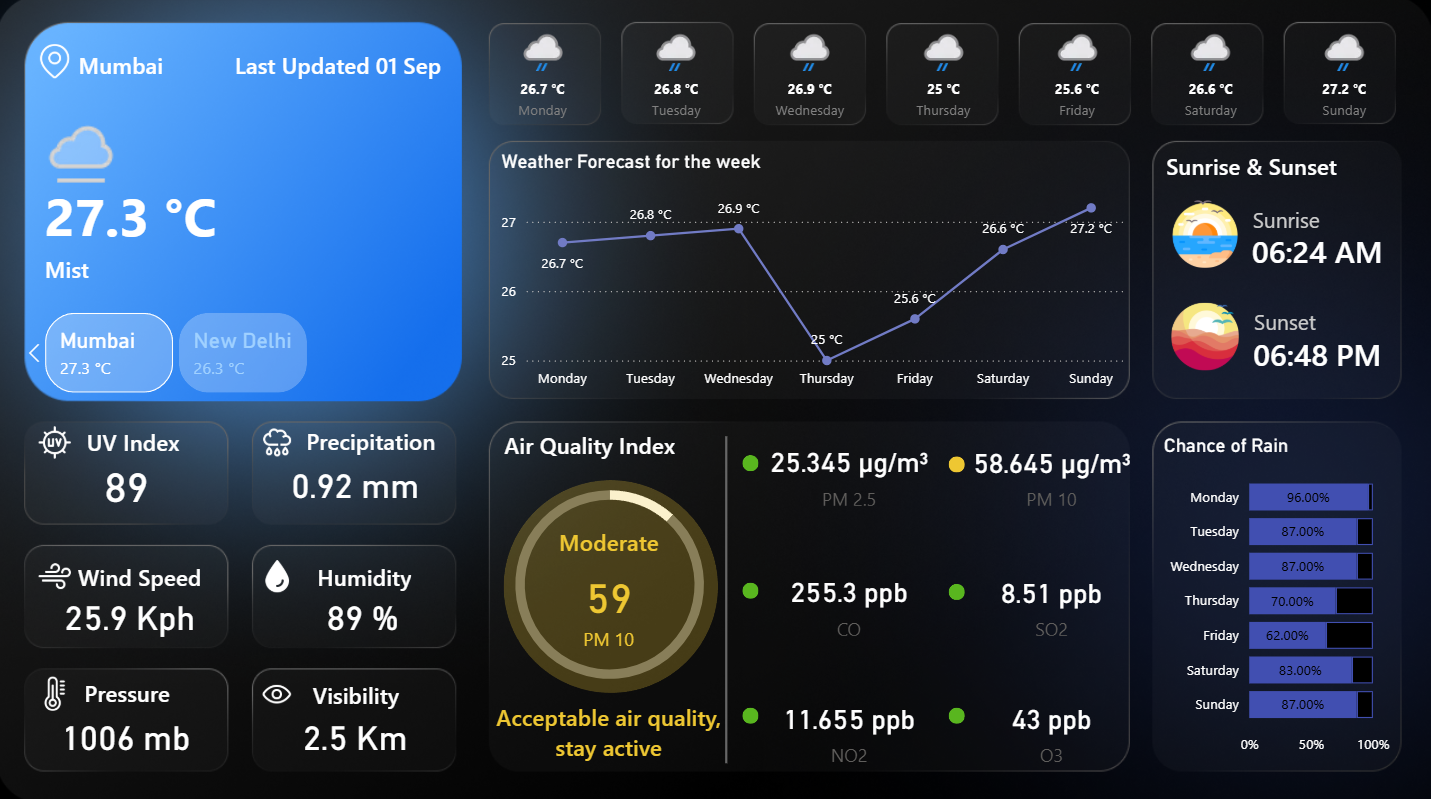 Mumbai
Last Updated 01 Sep
27.3 °C
Mist
Mumbai
27.3 °C
New Delhi
26.3 °C
26.7 °C
Monday
26.8 °C
Tuesday
26.9 °C
Wednesday
25 °C
Thursday
25.6 °C
Friday
26.6 °C
Saturday
27.2 °C
Sunday
Weather Forecast for the week
27
26
25
26.7 °C
26.8 °C
26.9 °C
25 °C
25.6 °C
26.6 °C
27.2 °C
Monday
Tuesday
Wednesday
Thursday
Friday
Saturday
Sunday
Sunrise & Sunset
Sunrise
06:24 AM
Sunset
06:48 PM
UV
UV Index
89
Precipitation
0.92 mm
Wind Speed
25.9 Kph
Humidity
89 %
Pressure
1006 mb
Visibility
2.5 Km
Air Quality Index
Moderate
59
PM 10
Acceptable air quality,
stay active
25.345 µg/m³
PM 2.5
58.645 µg/m³
PM 10
255.3 ppb
CO
8.51 ppb
SO2
11.655 ppb
NO2
43 ppb
O3
Chance of Rain
Monday 96.00%
Tuesday 87.00%
Wednesday 87.00%
Thursday 70.00%
Friday 62.00%
Saturday 83.00%
Sunday 87.00%
0% 50% 100%